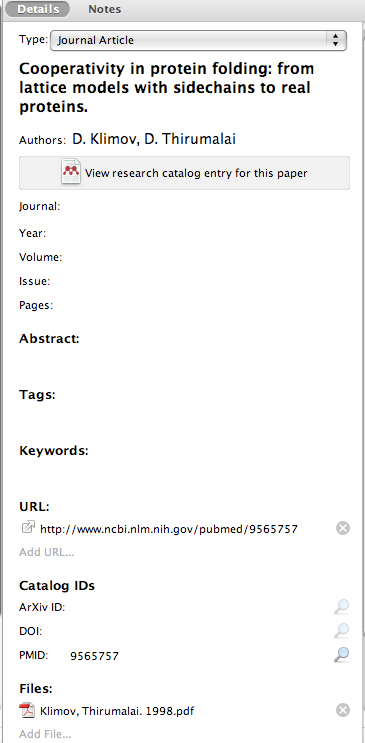 Details Notes
Type: Journal Article
Cooperativity in protein folding: from
lattice models with sidechains to real
proteins.
Authors: D. Klimov, D. Thirumalai
View research catalog entry for this paper
Journal:
Year:
Volume:
Issue:
Pages:
Abstract:
Tags:
Keywords:
URL:
http://www.ncbi.nlm.nih.gov/pubmed/9565757
Add URL...
Catalog IDs
ArXiv ID:
DOI:
PMID: 9565757
Files:
Klimov, Thirumalai. 1998.pdf
Add File...